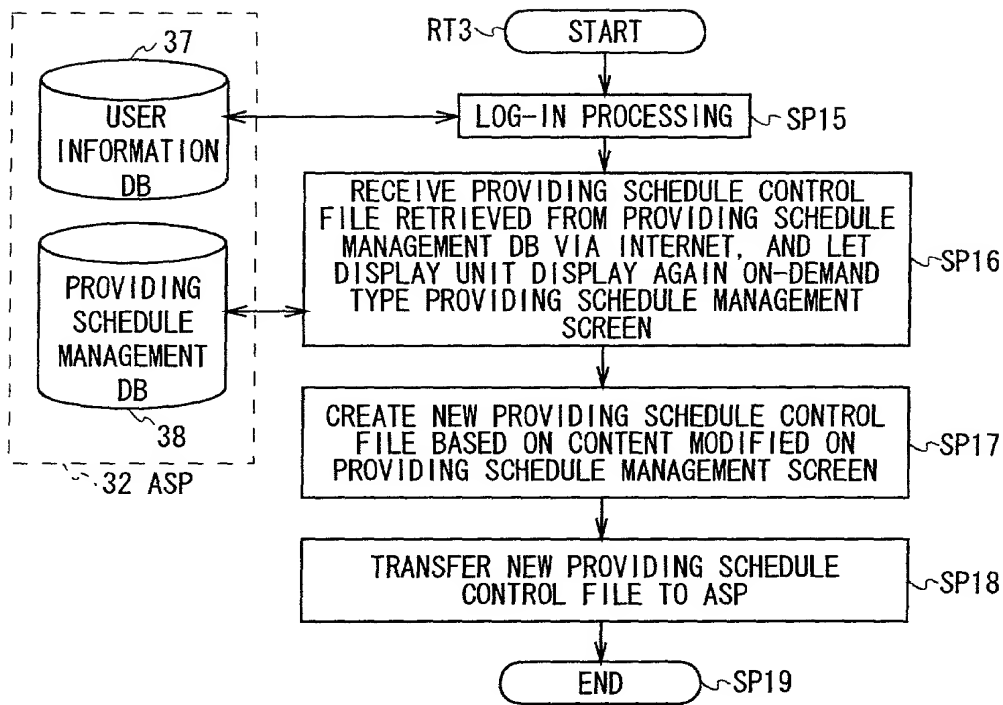 RT3
START
37
USER
INFORMATION
DB
LOG-IN PROCESSING
SP15
RECEIVE PROVIDING SCHEDULE CONTROL
FILE RETRIEVED FROM PROVIDING SCHEDULE
MANAGEMENT DB VIA INTERNET, AND LET
DISPLAY UNIT DISPLAY AGAIN ON-DEMAND
TYPE PROVIDING SCHEDULE MANAGEMENT
SCREEN
SP16
PROVIDING
SCHEDULE
MANAGEMENT
DB
38
32 ASP
CREATE NEW PROVIDING SCHEDULE CONTROL
FILE BASED ON CONTENT MODIFIED ON
PROVIDING SCHEDULE MANAGEMENT SCREEN
SP17
TRANSFER NEW PROVIDING SCHEDULE
CONTROL FILE TO ASP
SP18
END
SP19